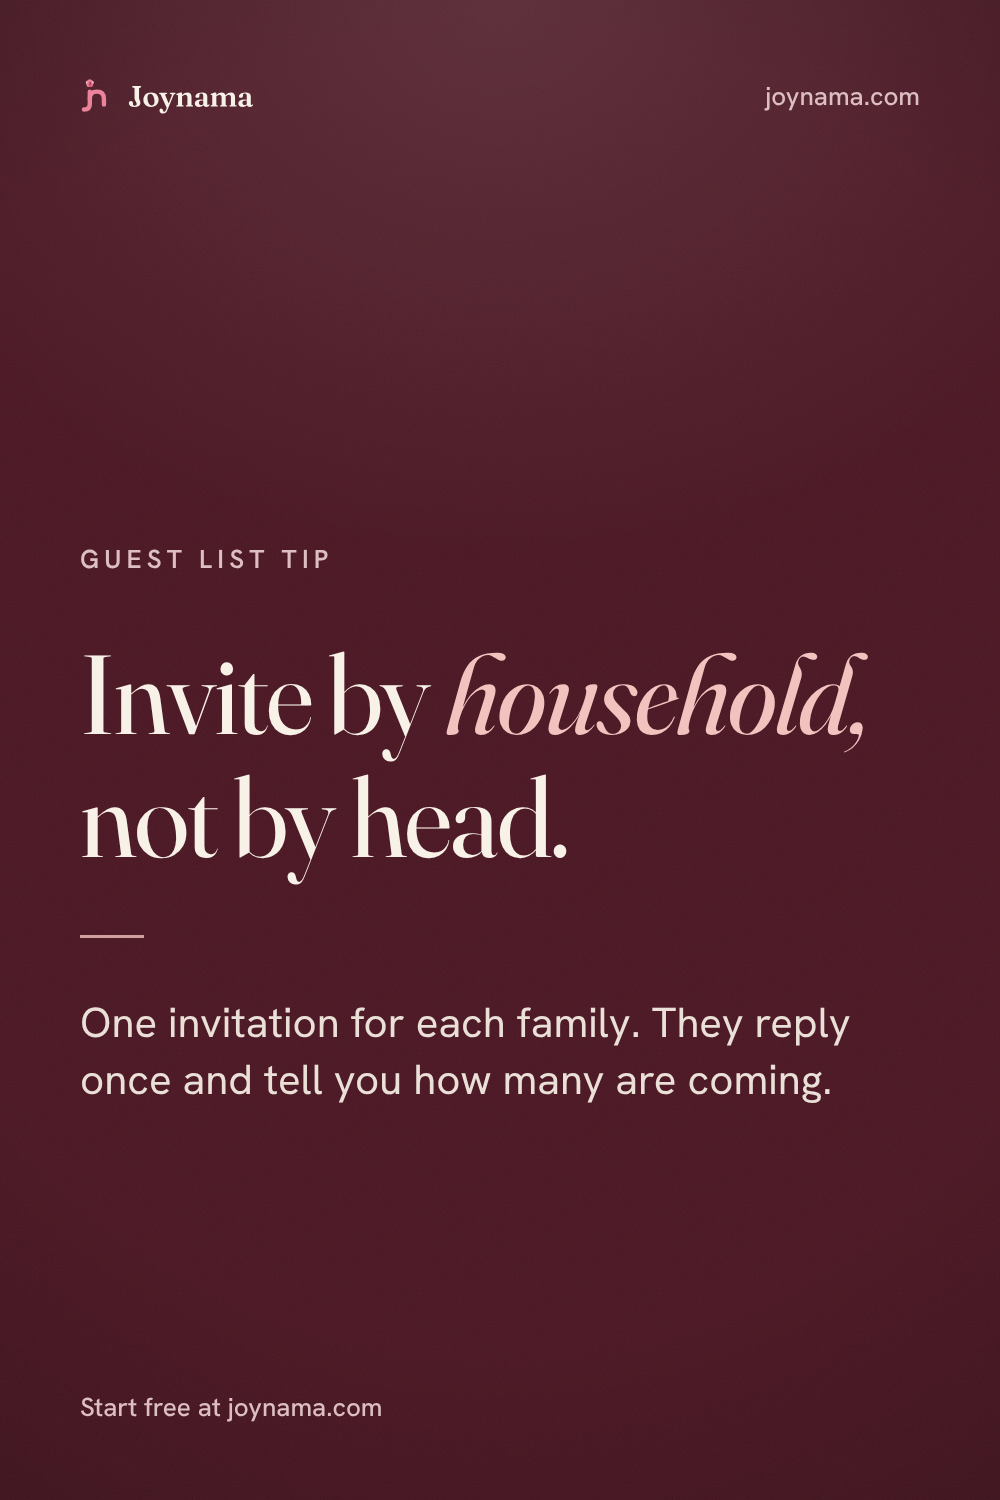 Joynama
joynama.com
GUEST LIST TIP
Invite by household,
not by head.
One invitation for each family. They reply
once and tell you how many are coming.
Start free at joynama.com